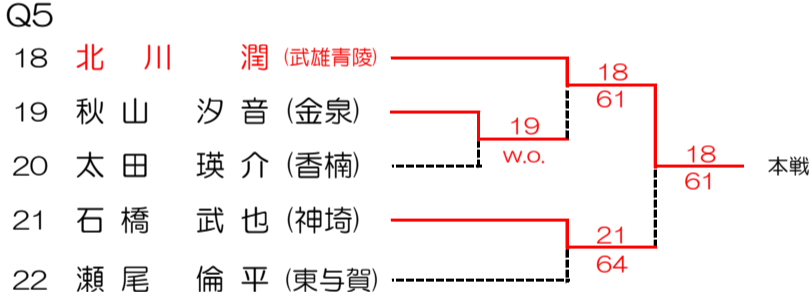 Q5
18 北川 潤 (武雄青陵)
19 秋山 汐音 (金泉)
20 太田 瑛介 (香楠)
21 石橋 武也 (神埼)
22 瀬尾 倫平 (東与賀)
19
w.o.
18
61
21
64
18
61
本戦